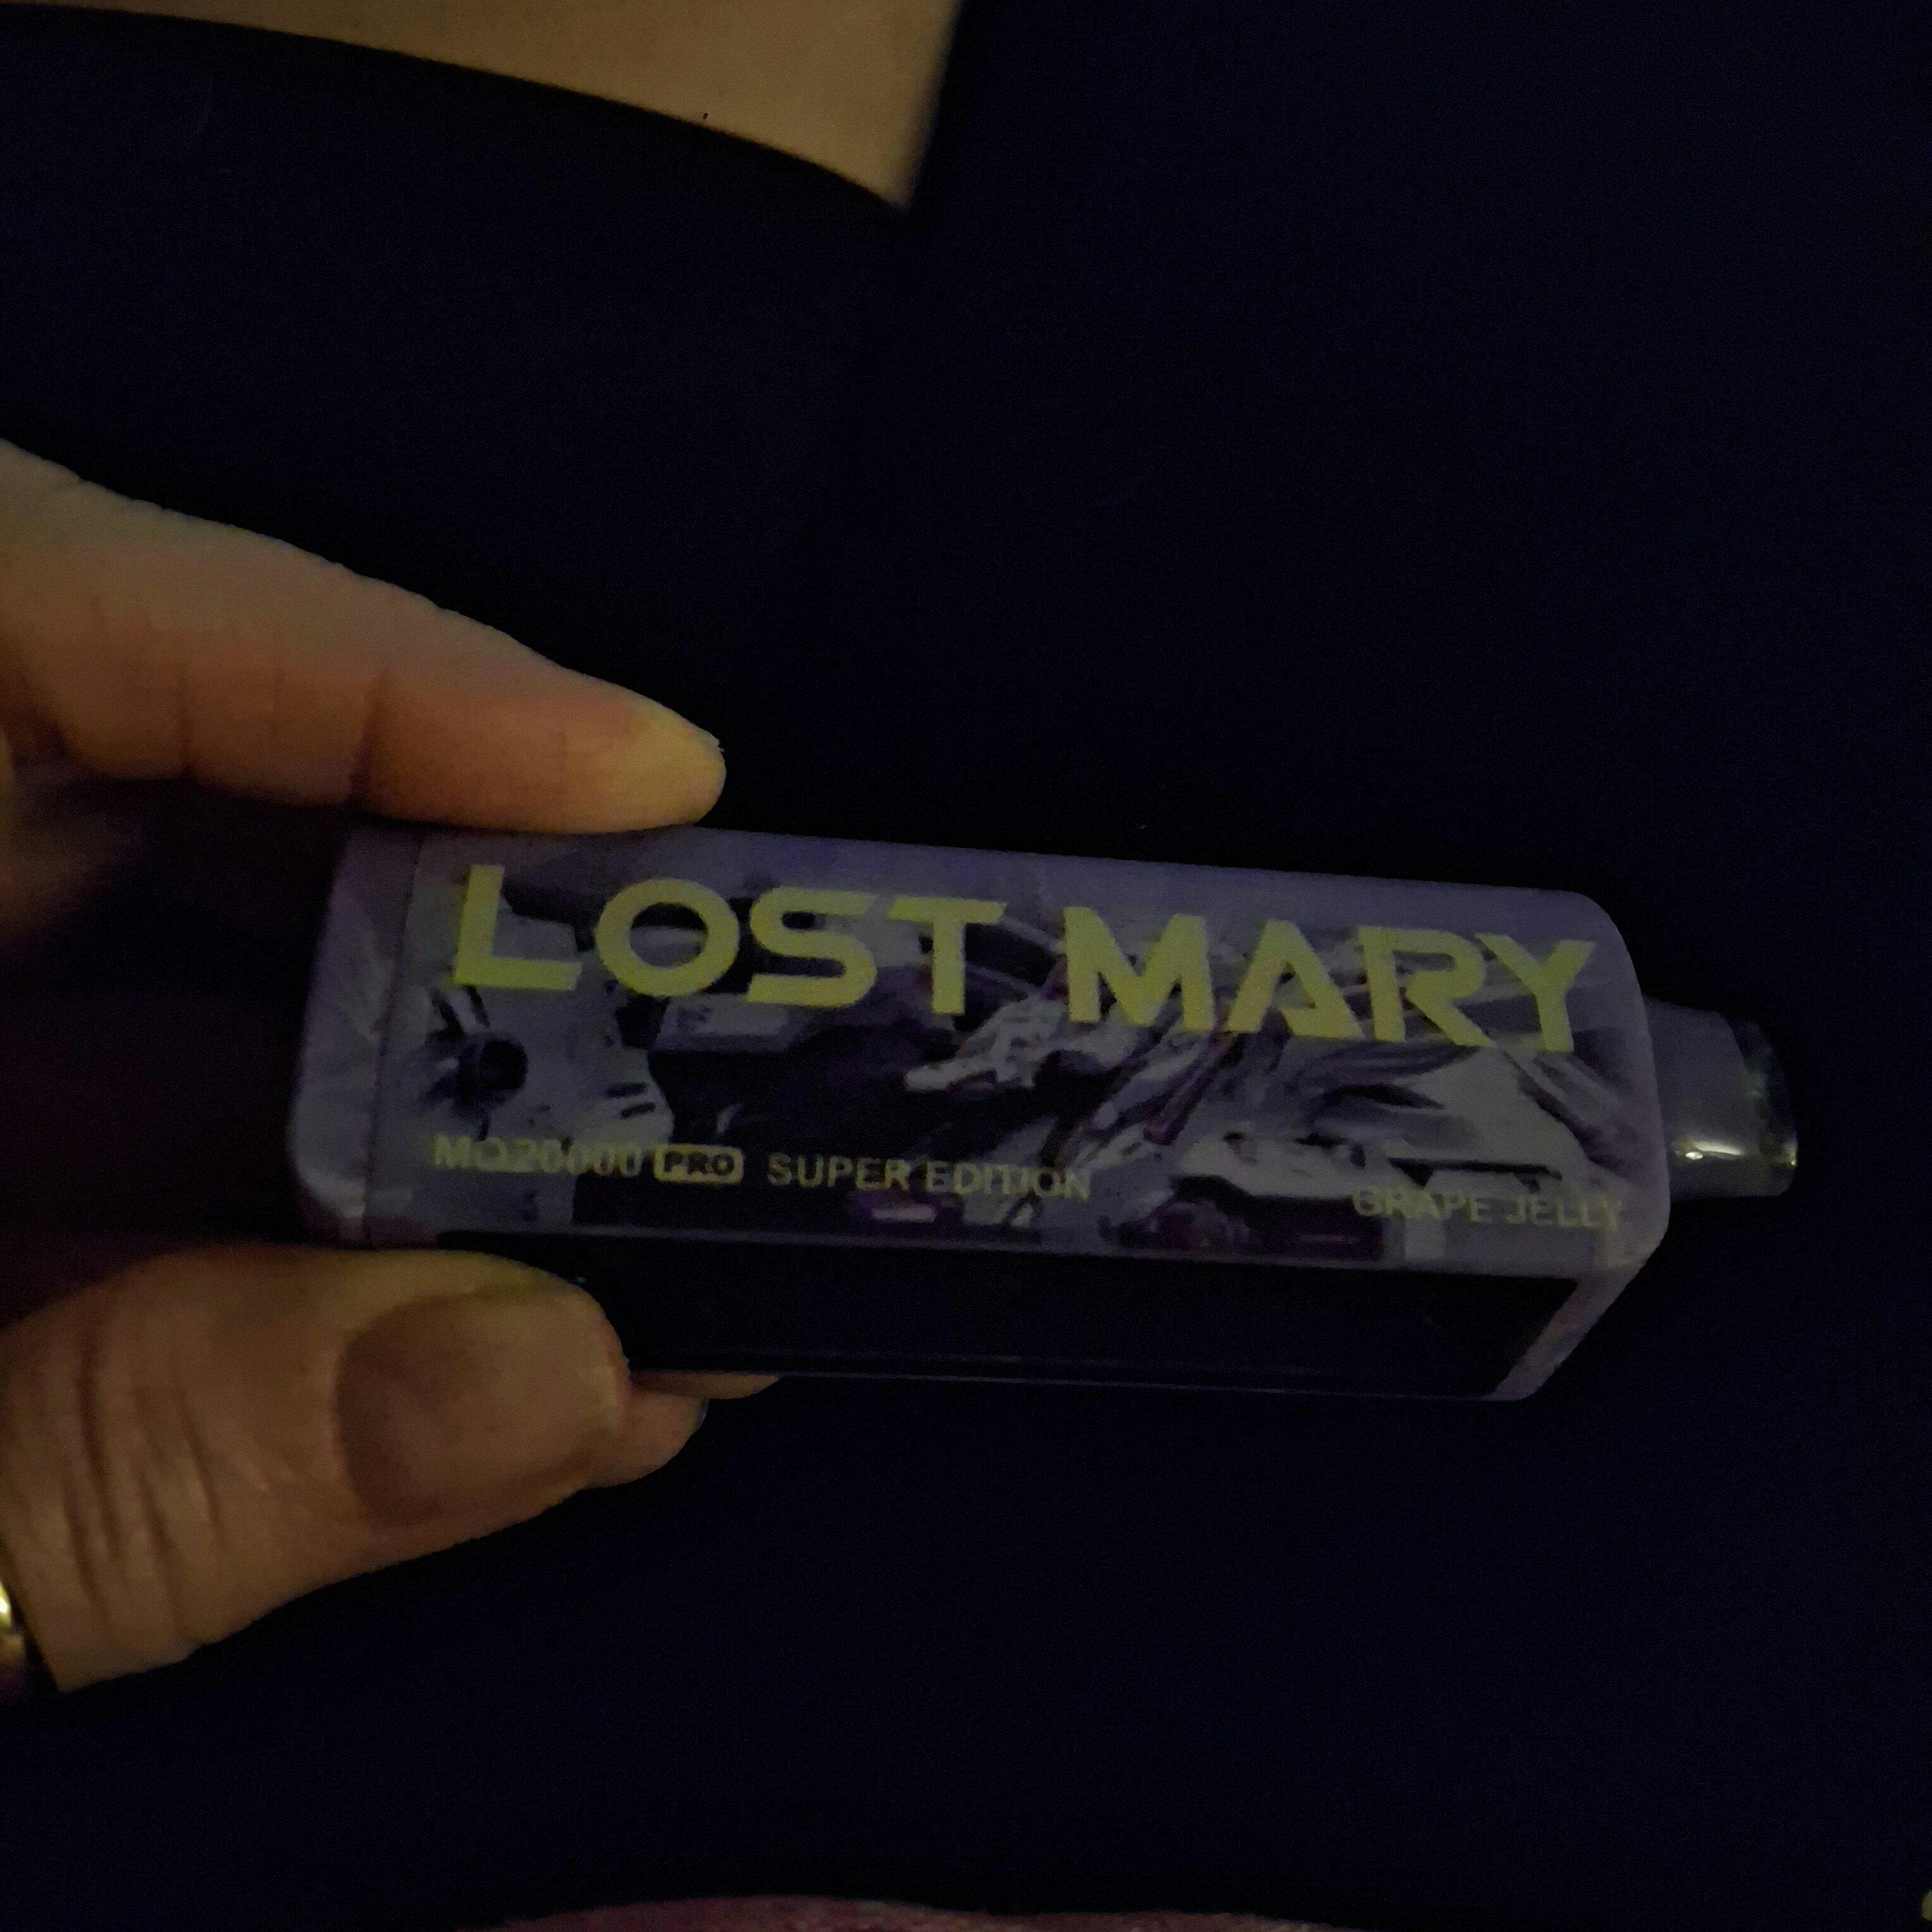 LOST MARY
MO20000 PRO SUPER EDITION
GRAPE JELLY